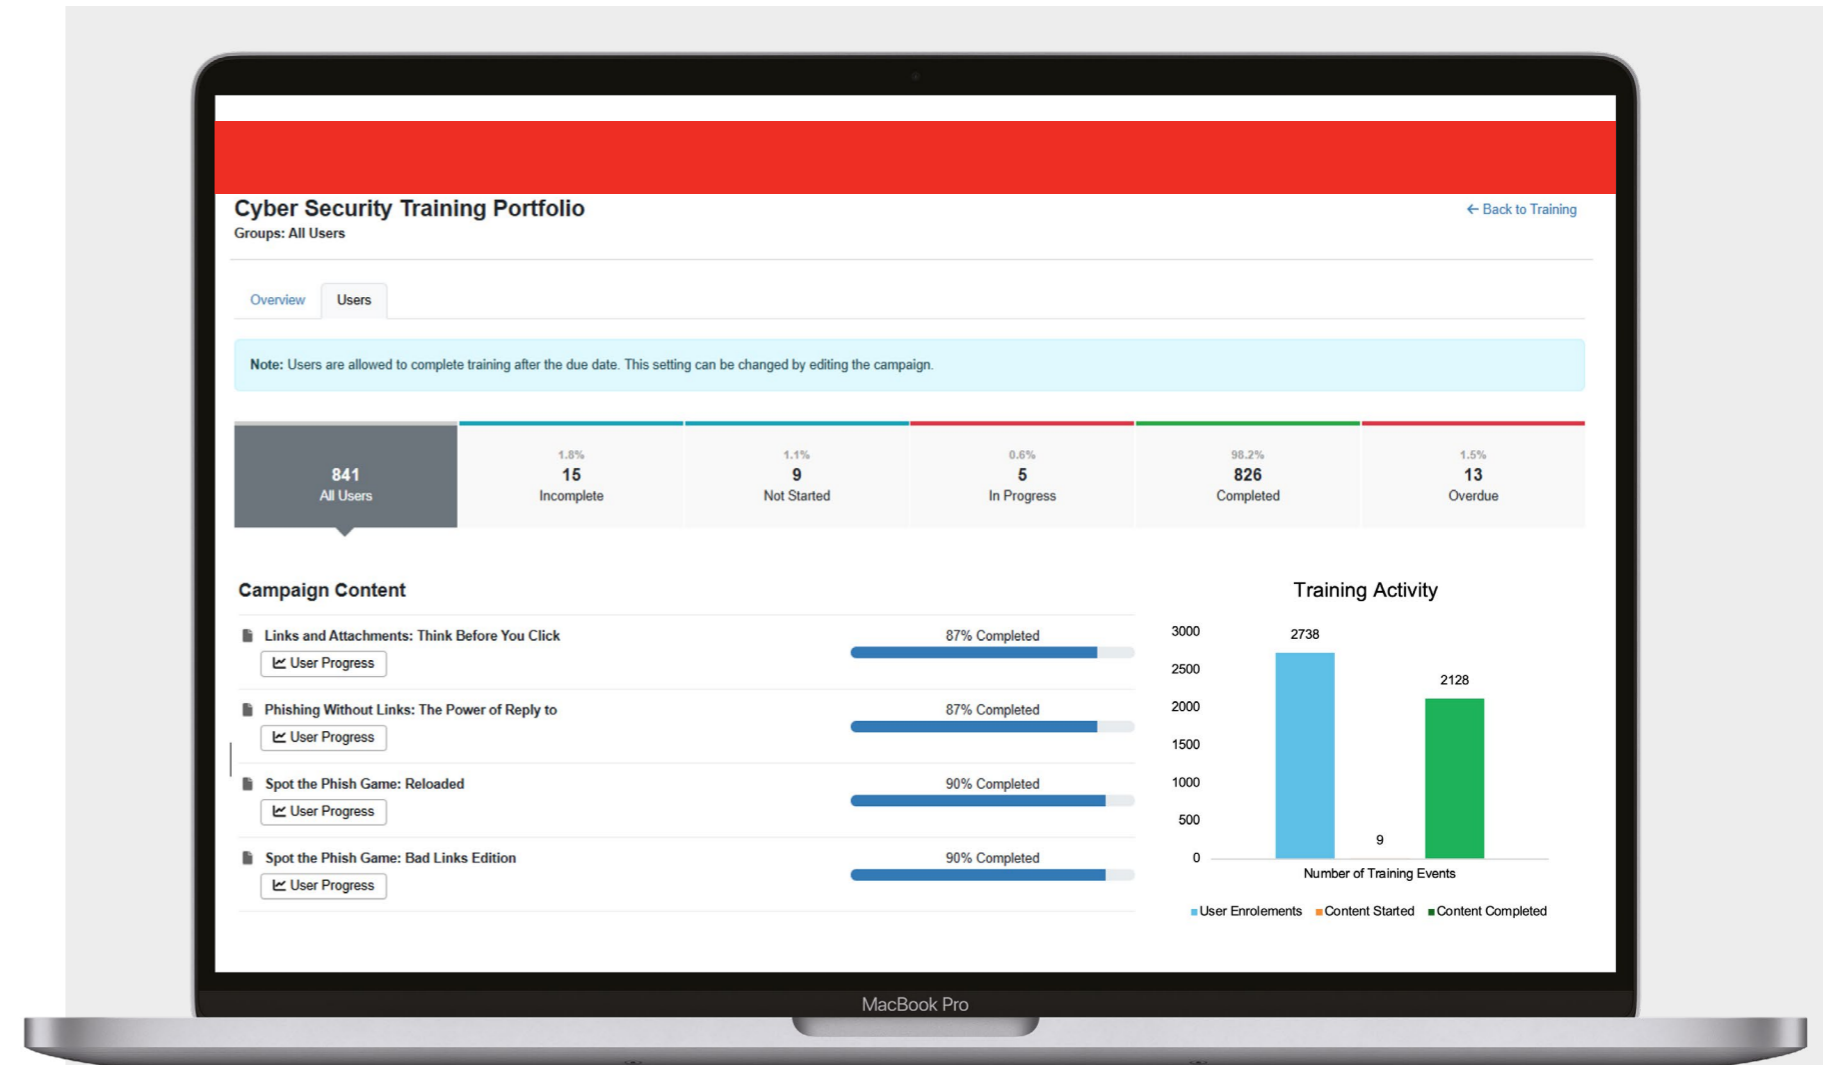 Cyber Security Training Portfolio
← Back to Training
Groups: All Users
Overview
Users
Note: Users are allowed to complete training after the due date. This setting can be changed by editing the campaign.
841
All Users
1.8%
15
Incomplete
1.1%
9
Not Started
0.6%
5
In Progress
98.2%
826
Completed
1.5%
13
Overdue
Campaign Content
Links and Attachments: Think Before You Click
87% Completed
User Progress
Phishing Without Links: The Power of Reply to
87% Completed
User Progress
Spot the Phish Game: Reloaded
90% Completed
User Progress
Spot the Phish Game: Bad Links Edition
90% Completed
User Progress
Training Activity
3000
2500
2000
1500
1000
500
0
2738
9
2128
Number of Training Events
User Enrolements
Content Started
Content Completed
MacBook Pro